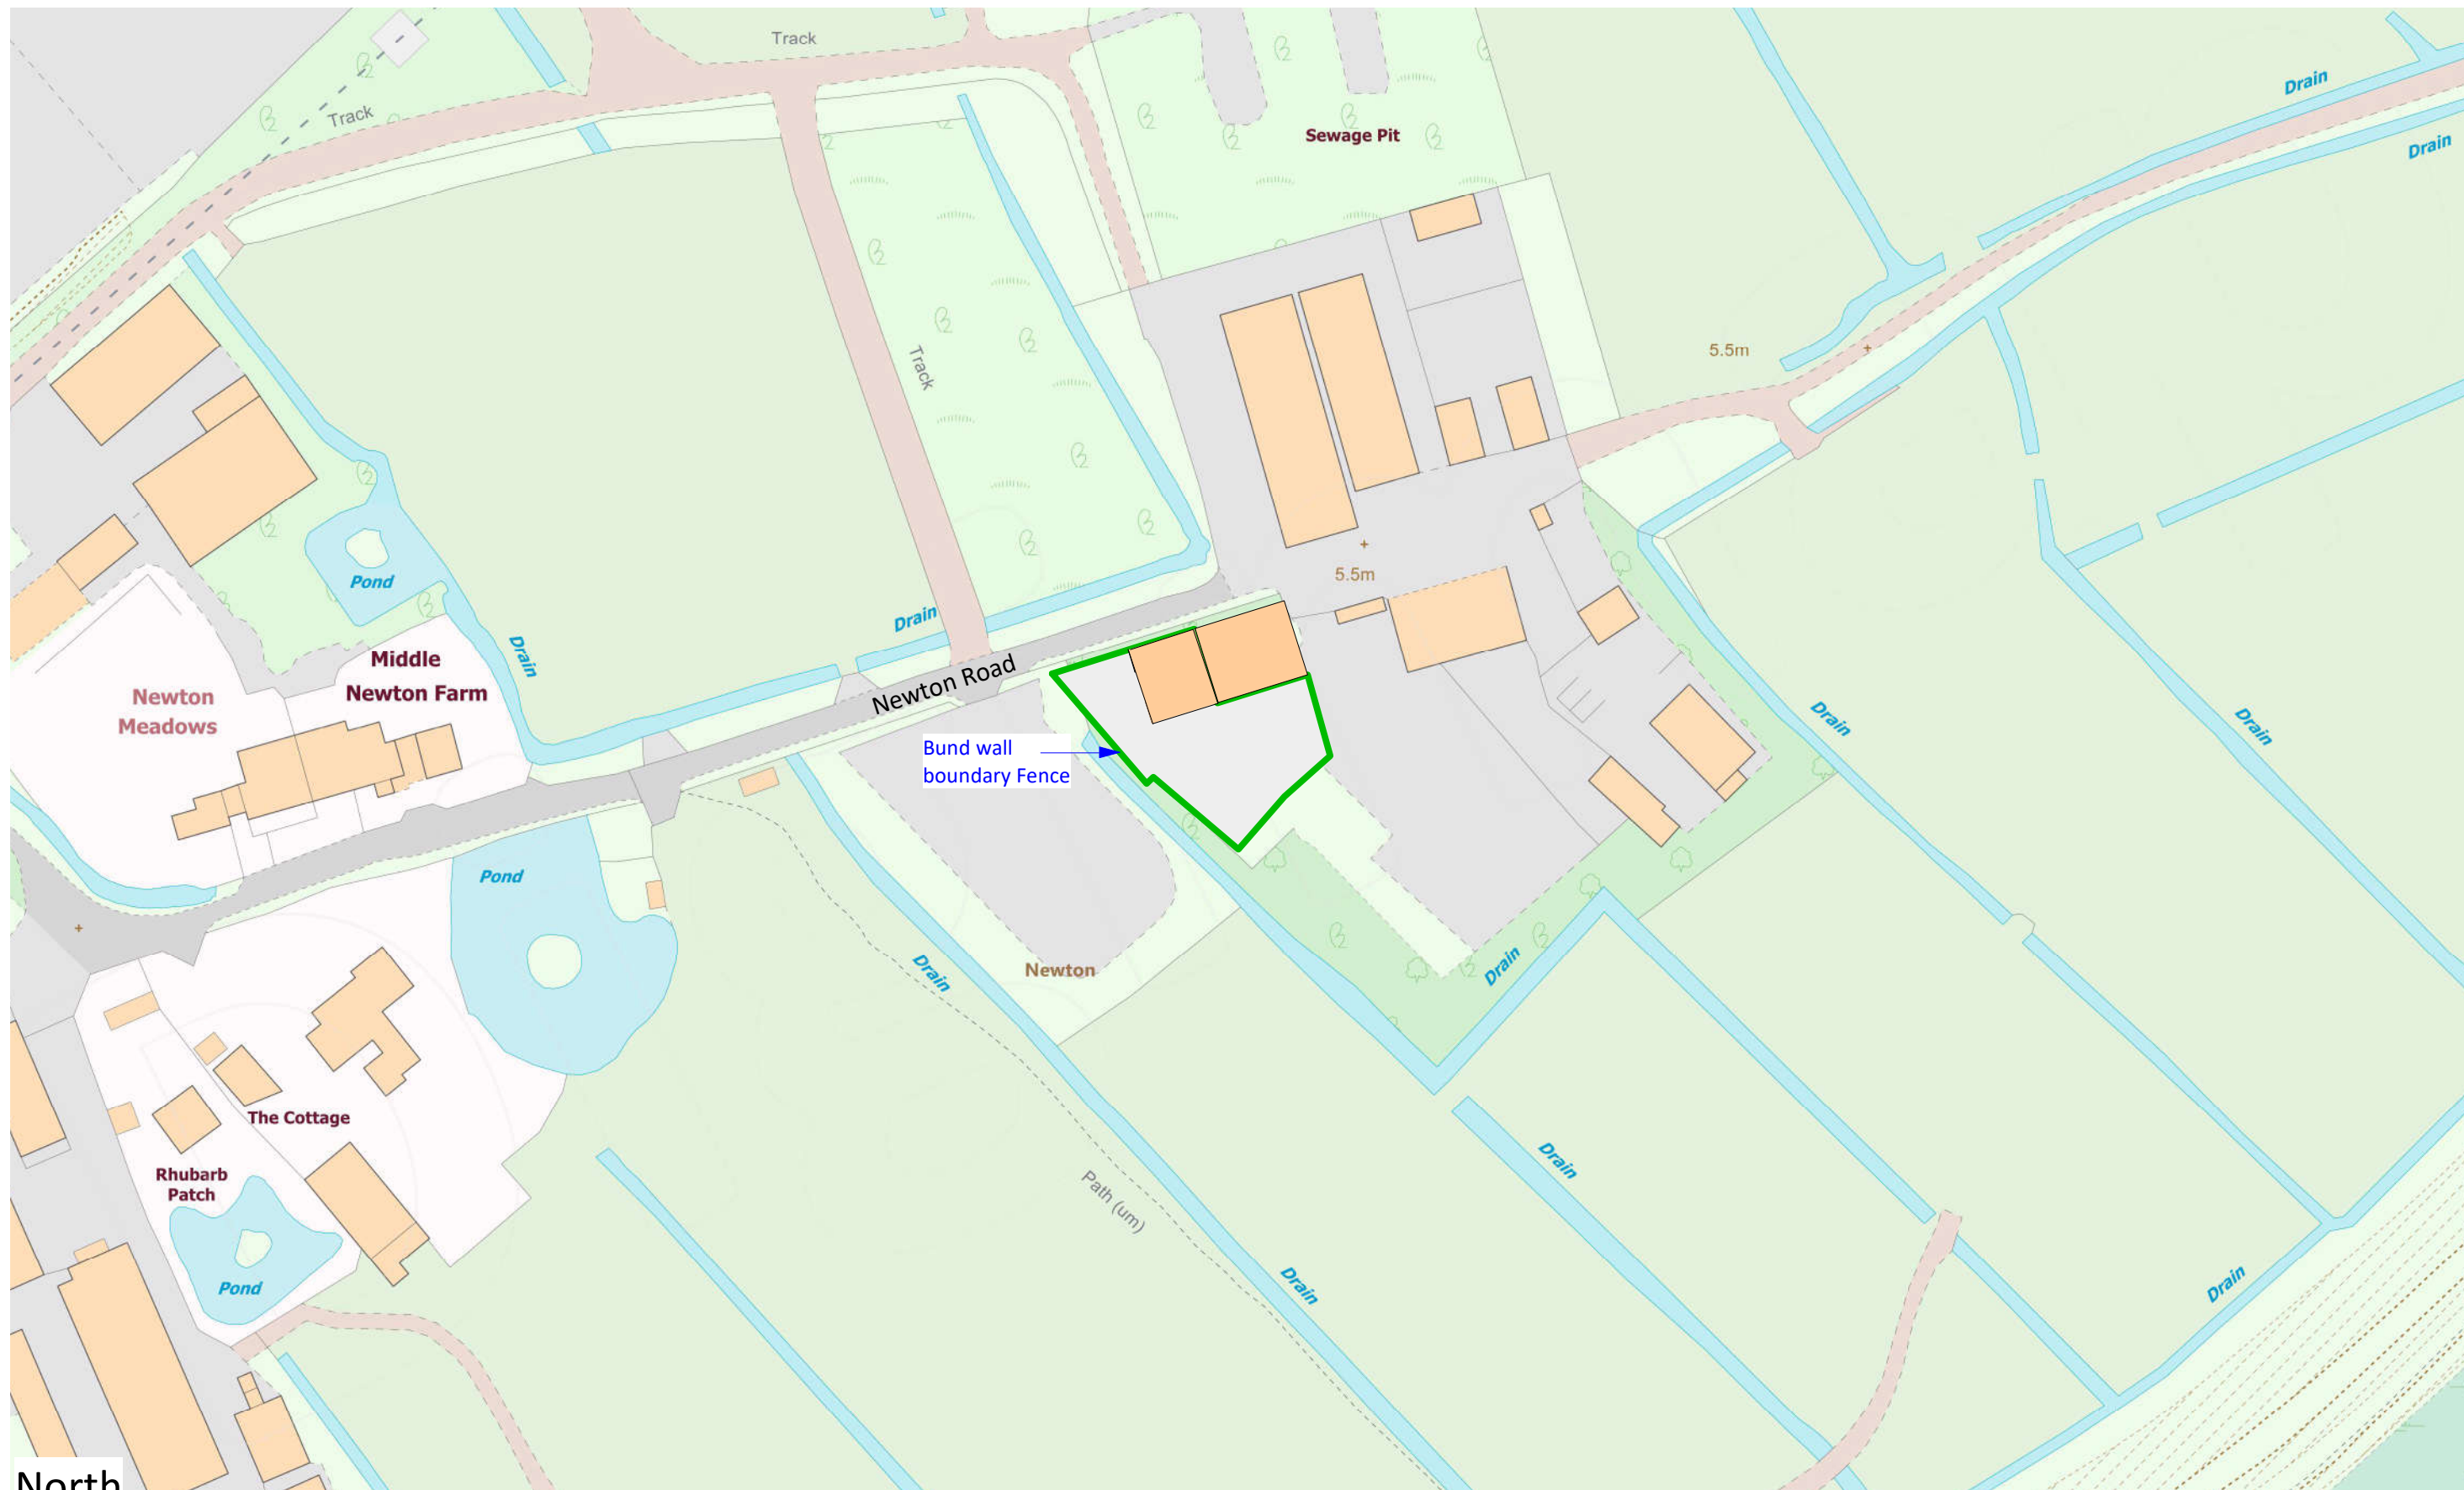 Track
Drain
Track
Sewage Pit
Drain
5.5m
Track
5.5m
Pond
Drain
Drain
Middle
Newton Farm
Newton
Meadows
Newton Road
Drain
Drain
Bund wall
boundary Fence
Pond
Drain
Newton
Drain
The Cottage
Rhubarb
Patch
Drain
Path (um)
Pond
Drain
Drain
North